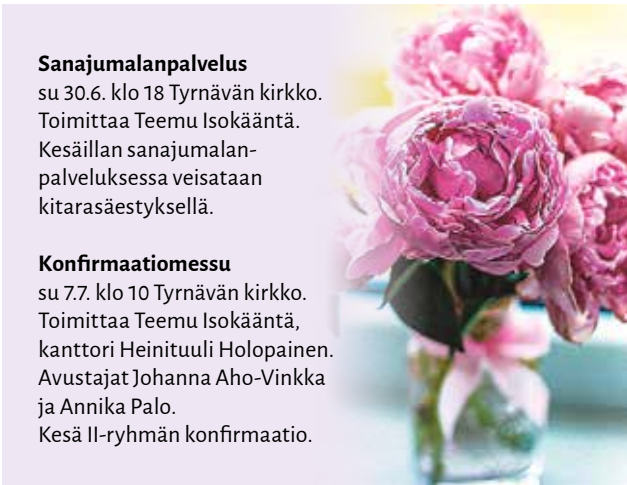 Sanajumalanpalvelus
su 30.6. klo 18 Tyrnävän kirkko.
Toimittaa Teemu Isokääntä.
Kesäillan sanajumalan-
palveluksessa veisataan
kitarasäestyksellä.
Konfirmaatiomessu
su 7.7. klo 10 Tyrnävän kirkko.
Toimittaa Teemu Isokääntä,
kanttori Heinituuli Holopainen.
Avustajat Johanna Aho-Vinkka
ja Annika Palo.
Kesä II-ryhmän konfirmaatio.